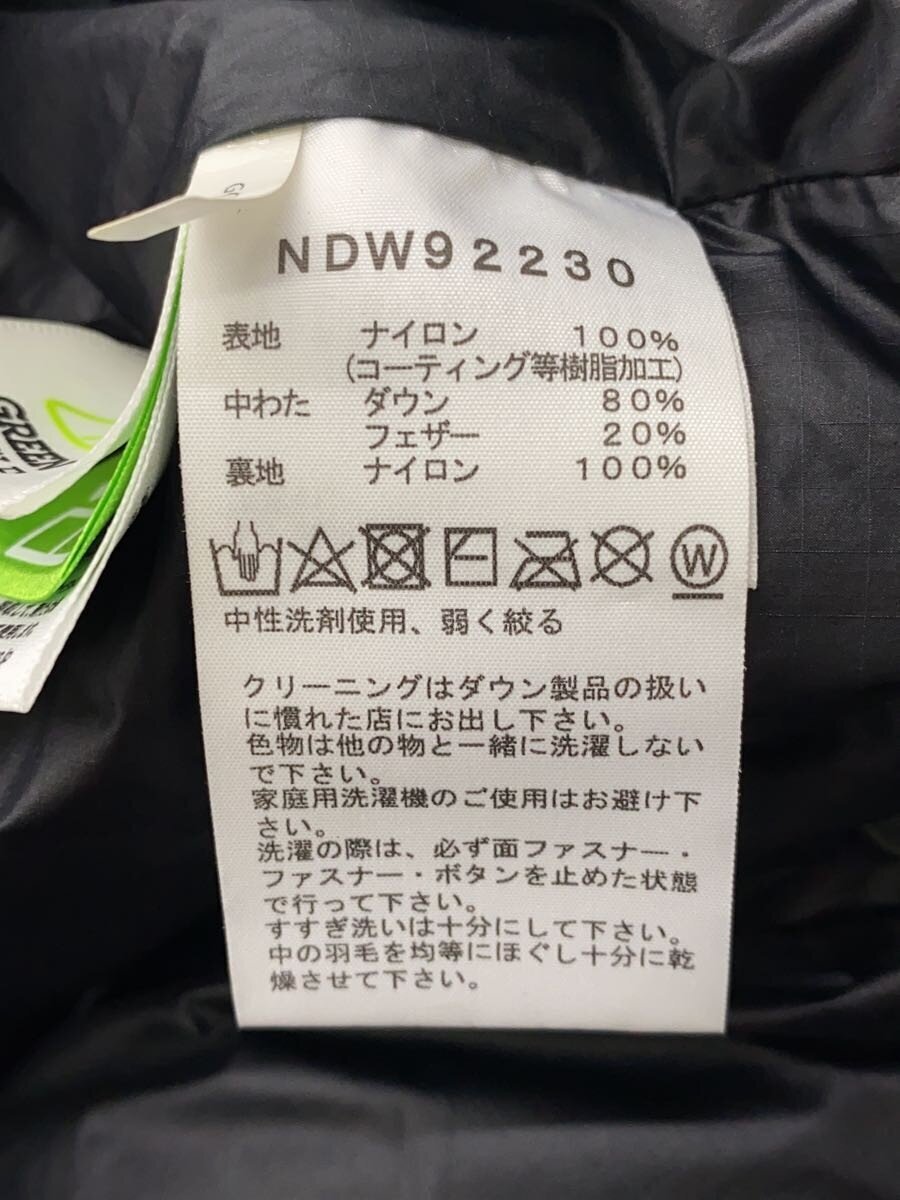 NDW92230
表地 ナイロン 100%
(コーティング等樹脂加工)
中わた ダウン 80%
フェザー 20%
裏地 ナイロン 100%
W
中性洗剤使用、弱く絞る
クリーニングはダウン製品の扱い
に慣れた店にお出し下さい。
色物は他の物と一緒に洗濯しない
で下さい。
家庭用洗濯機のご使用はお避け下
さい。
洗濯の際は、必ず面ファスナー・
ファスナー・ボタンを止めた状態
で行って下さい。
すすぎ洗いは十分にして下さい。
中の羽毛を均等にほぐし十分に乾
燥させて下さい。
GREEN